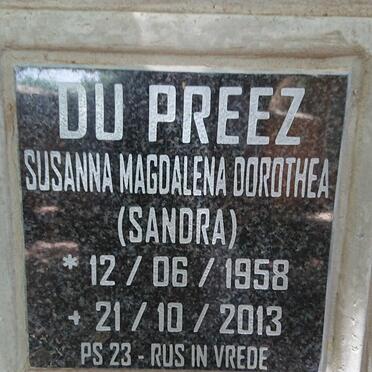 DU PREEZ
SUSANNA MAGDALENA DOROTHEA
(SANDRA)
* 12 / 06 / 1958
+ 21 / 10 / 2013
PS 23 - RUS IN VREDE